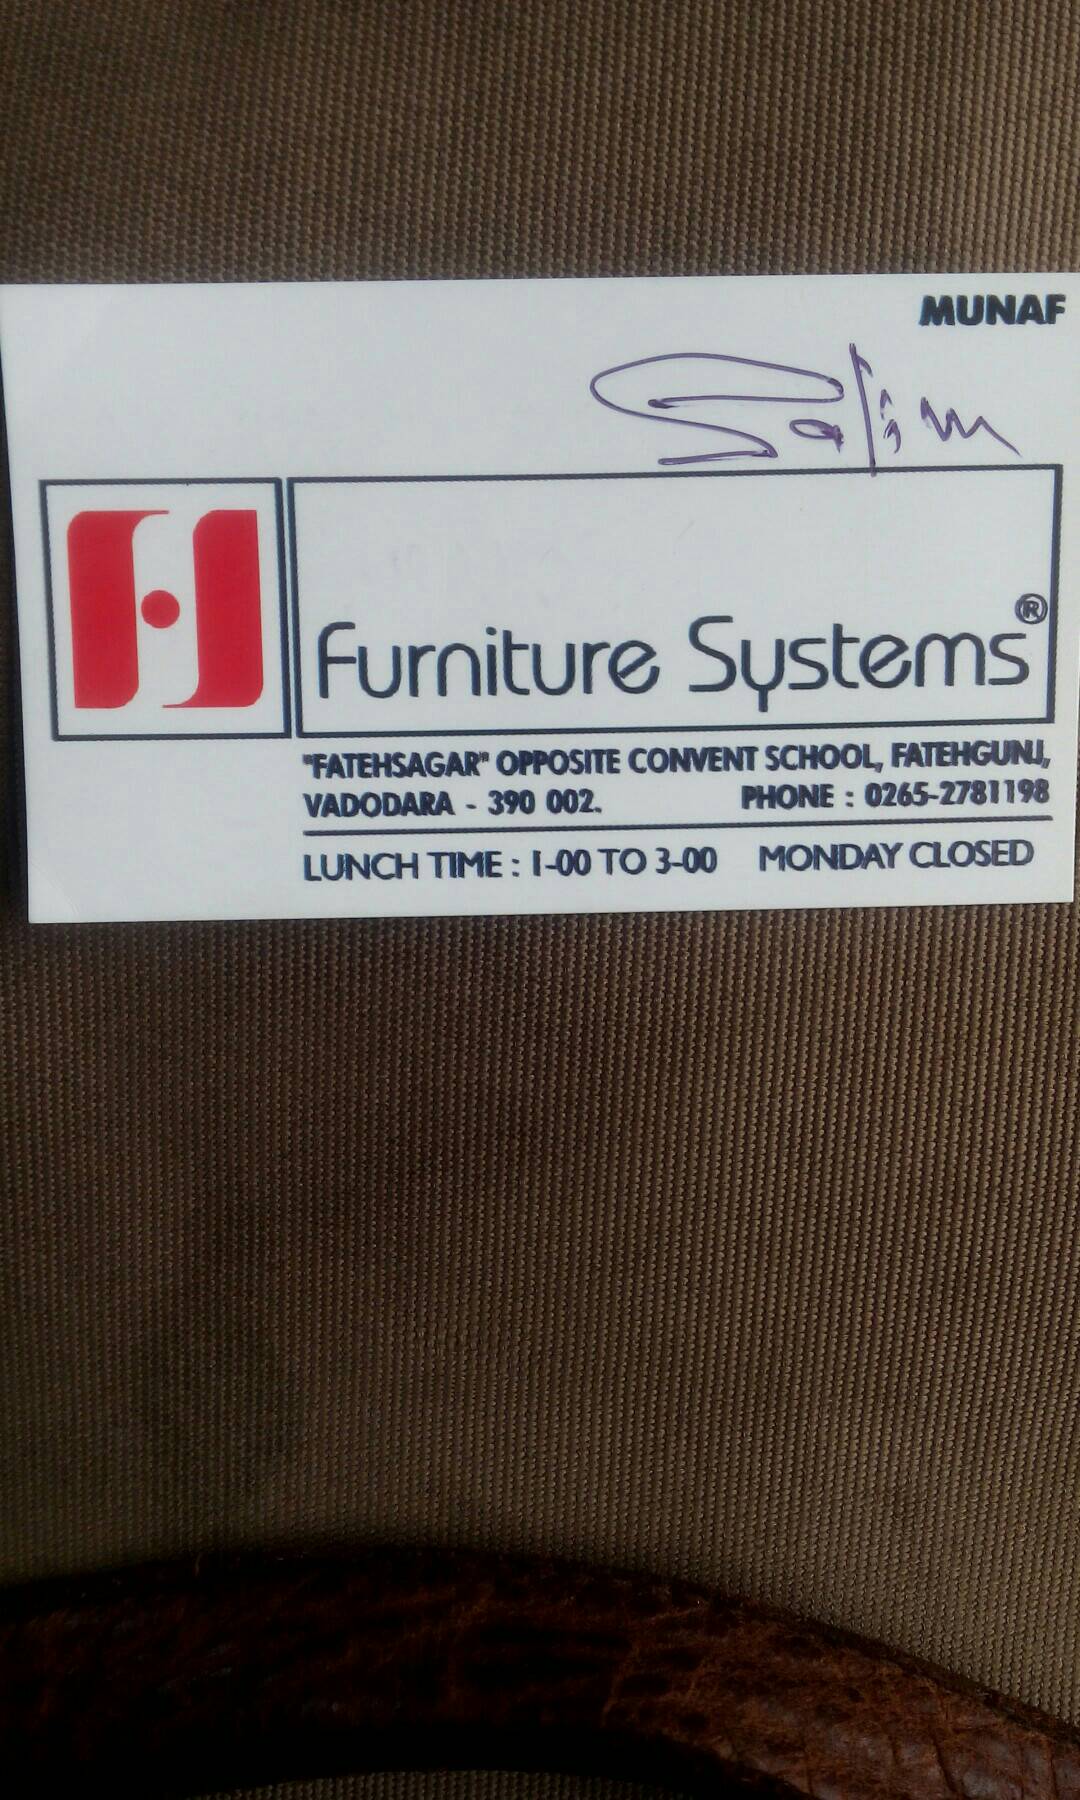 MUNAF
Salim
Furniture Systems®
"FATEHSAGAR" OPPOSITE CONVENT SCHOOL, FATEHGUNJ,
VADODARA - 390 002. PHONE : 0265-2781198
LUNCH TIME : 1-00 TO 3-00 MONDAY CLOSED